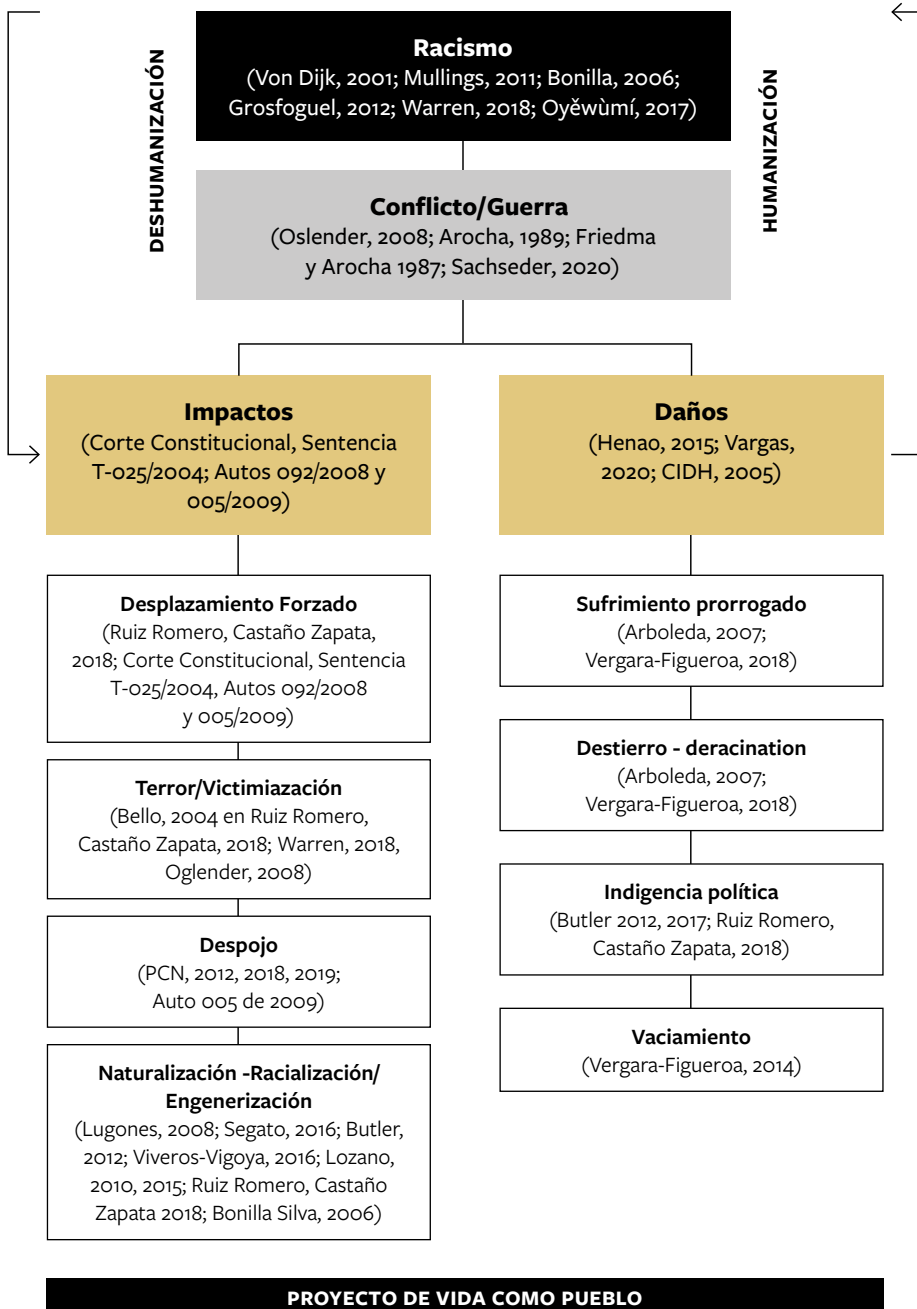 DESHUMANIZACIÓN
HUMANIZACIÓN
Racismo
(Von Dijk, 2001; Mullings, 2011; Bonilla, 2006;
Grosfoguel, 2012; Warren, 2018; Oyěwùmí, 2017)
Conflicto/Guerra
(Oslender, 2008; Arocha, 1989; Friedma
y Arocha 1987; Sachseder, 2020)
Impactos
(Corte Constitucional, Sentencia
T-025/2004; Autos 092/2008 y
005/2009)
Desplazamiento Forzado
(Ruiz Romero, Castaño Zapata,
2018; Corte Constitucional, Sentencia
T-025/2004, Autos 092/2008
y 005/2009)
Terror/Victimiazación
(Bello, 2004 en Ruiz Romero,
Castaño Zapata, 2018; Warren, 2018,
Oglender, 2008)
Despojo
(PCN, 2012, 2018, 2019;
Auto 005 de 2009)
Naturalización -Racialización/
Engenerización
(Lugones, 2008; Segato, 2016; Butler,
2012; Viveros-Vigoya, 2016; Lozano,
2010, 2015; Ruiz Romero, Castaño
Zapata 2018; Bonilla Silva, 2006)
Daños
(Henao, 2015; Vargas,
2020; CIDH, 2005)
Sufrimiento prorrogado
(Arboleda, 2007;
Vergara-Figueroa, 2018)
Destierro - deracination
(Arboleda, 2007;
Vergara-Figueroa, 2018)
Indigencia política
(Butler 2012, 2017; Ruiz Romero,
Castaño Zapata, 2018)
Vaciamiento
(Vergara-Figueroa, 2014)
PROYECTO DE VIDA COMO PUEBLO